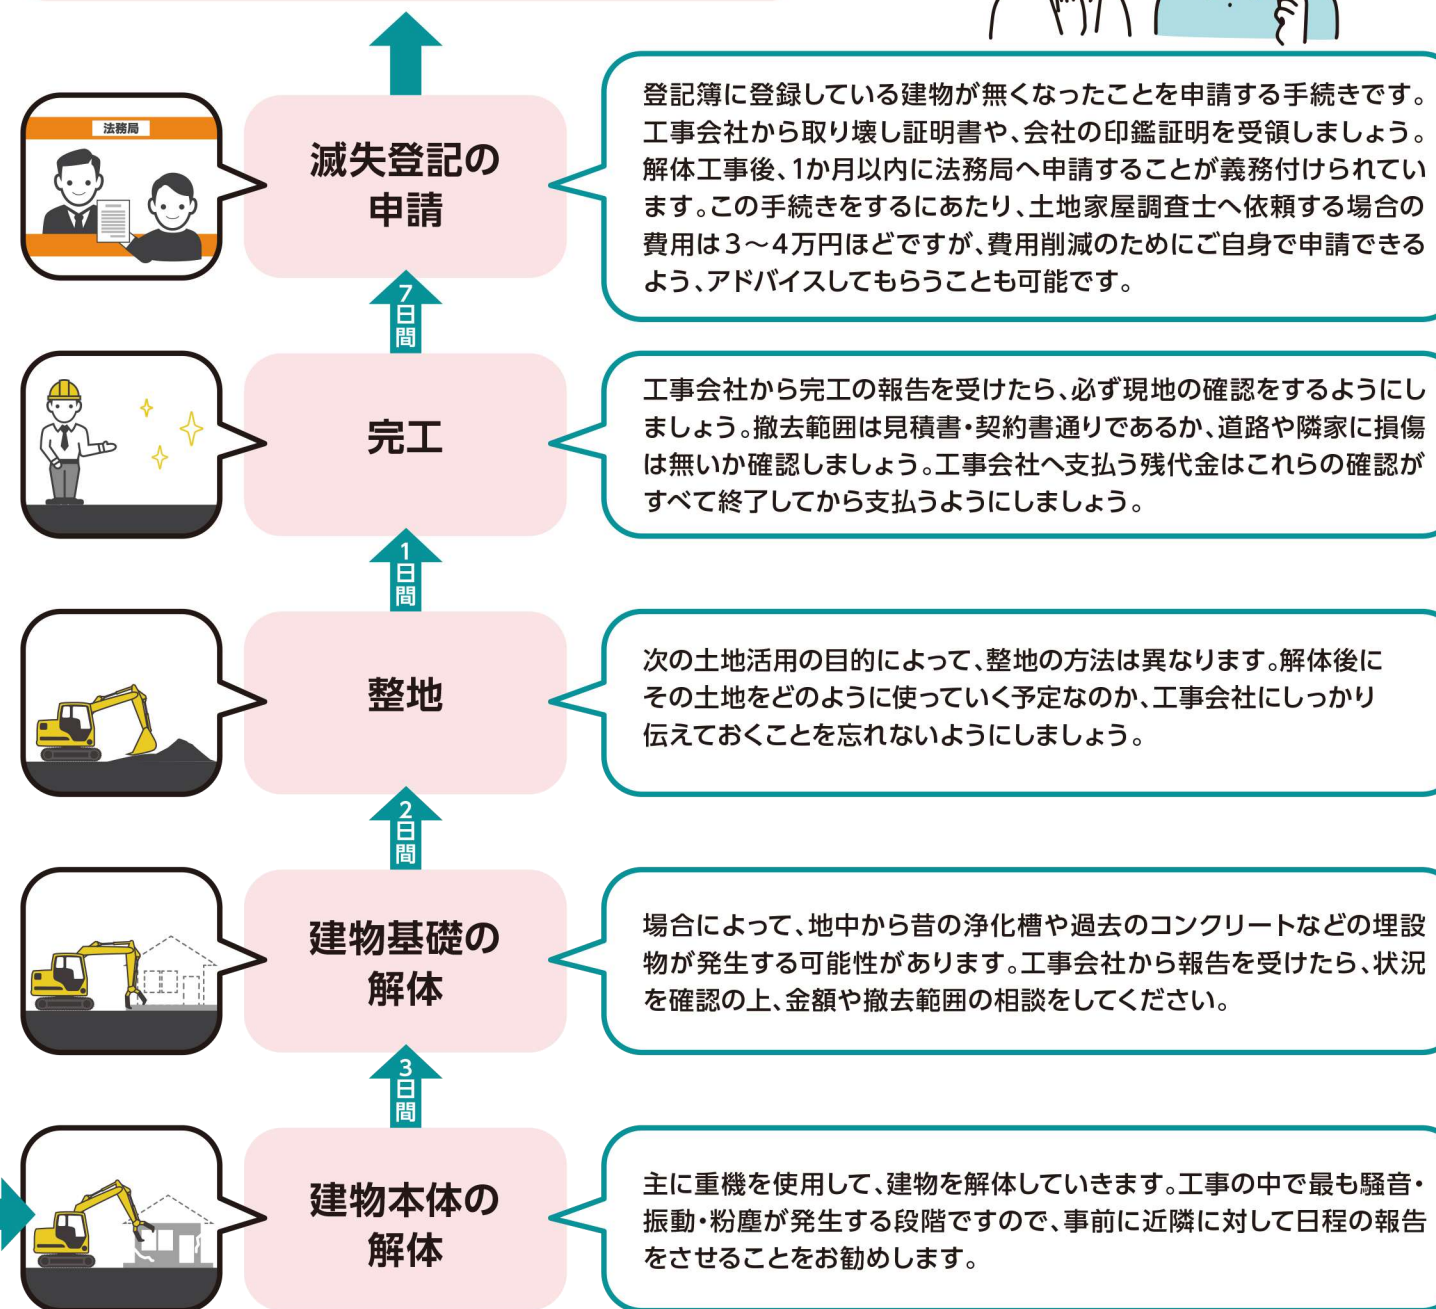 法務局
滅失登記の
申請
登記簿に登録している建物が無くなったことを申請する手続きです。
工事会社から取り壊し証明書や、会社の印鑑証明を受領しましょう。
解体工事後、1か月以内に法務局へ申請することが義務付けられてい
ます。この手続きをするにあたり、土地家屋調査士へ依頼する場合の
費用は3～4万円ほどですが、費用削減のためにご自身で申請できる
よう、アドバイスしてもらうことも可能です。
7日間
完工
工事会社から完工の報告を受けたら、必ず現地の確認をするようにし
ましょう。撤去範囲は見積書・契約書通りであるか、道路や隣家に損傷
は無いか確認しましょう。工事会社へ支払う残代金はこれらの確認が
すべて終了してから支払うようにしましょう。
1日間
整地
次の土地活用の目的によって、整地の方法は異なります。解体後に
その土地をどのように使っていく予定なのか、工事会社にしっかり
伝えておくことを忘れないようにしましょう。
2日間
建物基礎の
解体
場合によって、地中から昔の浄化槽や過去のコンクリートなどの埋設
物が発生する可能性があります。工事会社から報告を受けたら、状況
を確認の上、金額や撤去範囲の相談をしてください。
3日間
建物本体の
解体
主に重機を使用して、建物を解体していきます。工事の中で最も騒音・
振動・粉塵が発生する段階ですので、事前に近隣に対して日程の報告
をさせることをお勧めします。